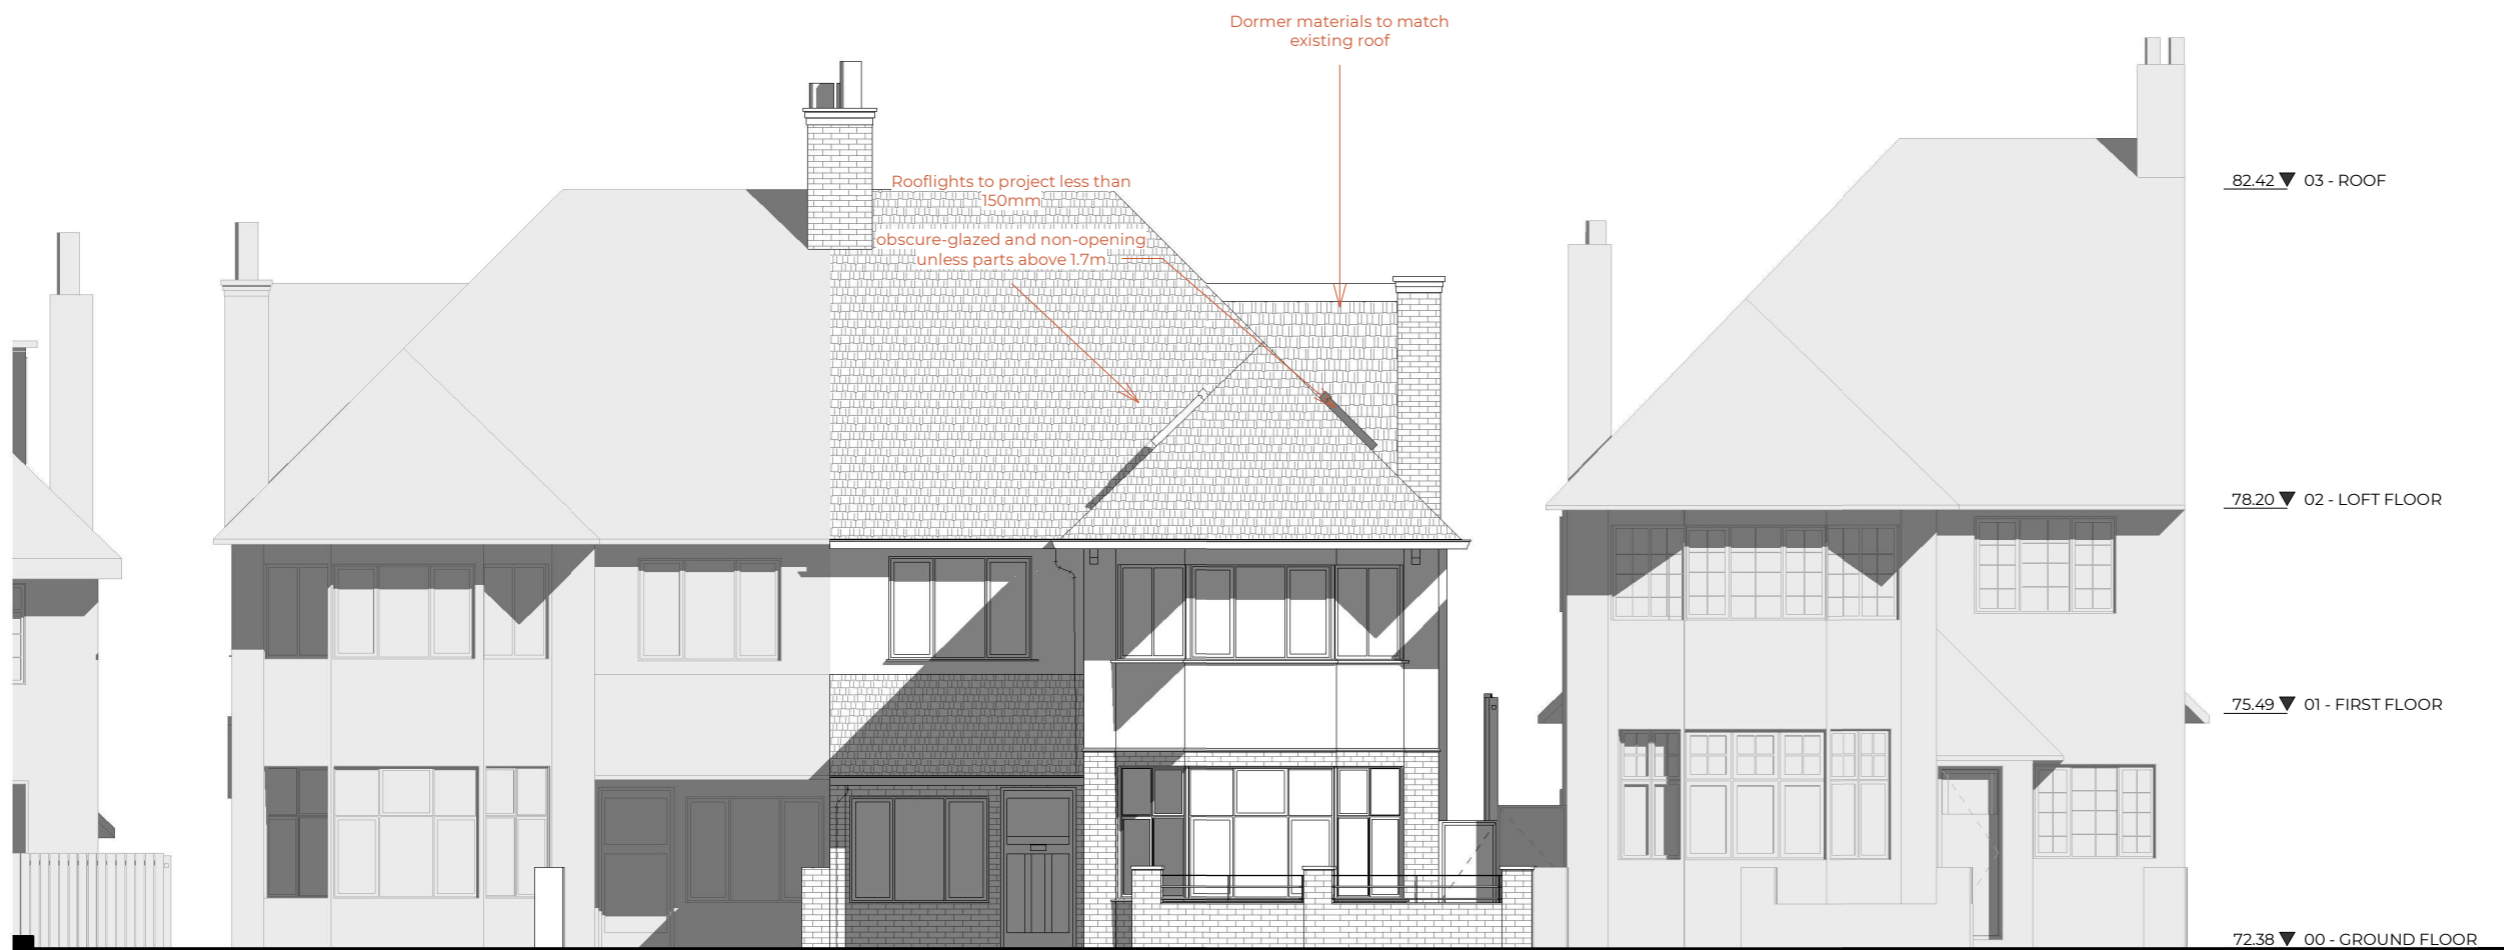 Dormer materials to match
existing roof
Rooflights to project less than
150mm
obscure-glazed and non-opening
unless parts above 1.7m
82.42 03 - ROOF
78.20 02 - LOFT FLOOR
75.49 01 - FIRST FLOOR
72.38 00 - GROUND FLOOR